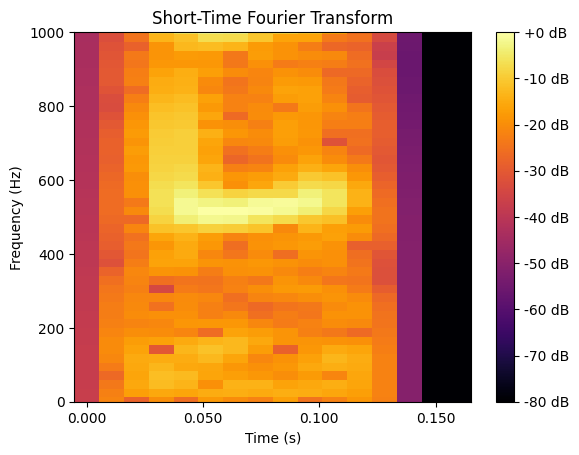 Short-Time Fourier Transform
1000
800
600
400
200
0
Frequency (Hz)
0.000
0.050
0.100
0.150
Time (s)
+0 dB
-10 dB
-20 dB
-30 dB
-40 dB
-50 dB
-60 dB
-70 dB
-80 dB